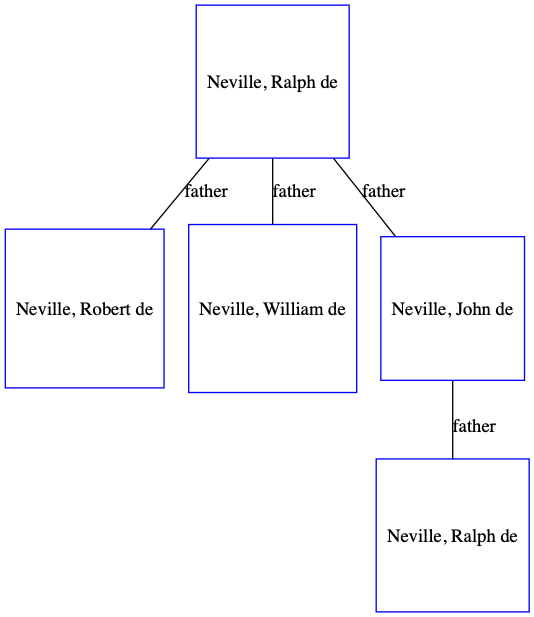 Neville, Ralph de
father
father
father
Neville, Robert de
Neville, William de
Neville, John de
father
Neville, Ralph de